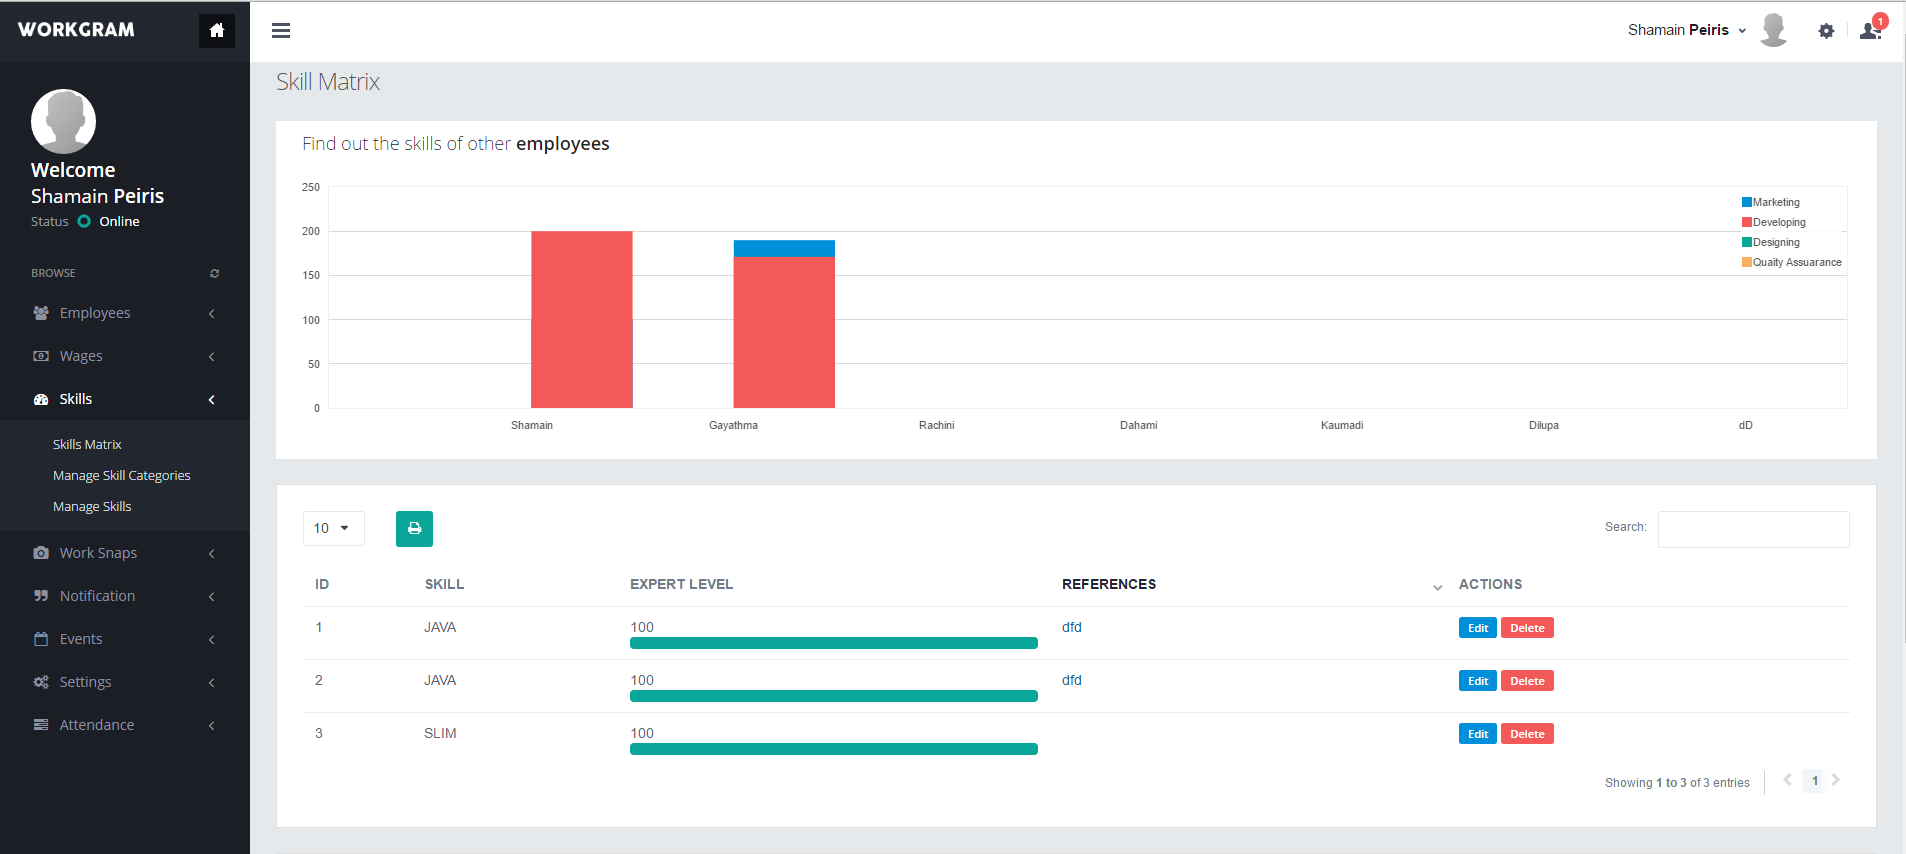 WORKGRAM
Shamain Peiris
1
Welcome
Shamain Peiris
Status Online
BROWSE
Employees
Wages
Skills
Skills Matrix
Manage Skill Categories
Manage Skills
Work Snaps
Notification
Events
Settings
Attendance
Skill Matrix
Find out the skills of other employees
250
200
150
100
50
0
Marketing
Developing
Designing
Quaity Assuarance
Shamain Gayathma Rachini Dahami Kaumadi Dilupa dD
10 Search:
ID SKILL EXPERT LEVEL REFERENCES ACTIONS
1 JAVA 100 dfd Edit Delete
2 JAVA 100 dfd Edit Delete
3 SLIM 100 Edit Delete
Showing 1 to 3 of 3 entries 1